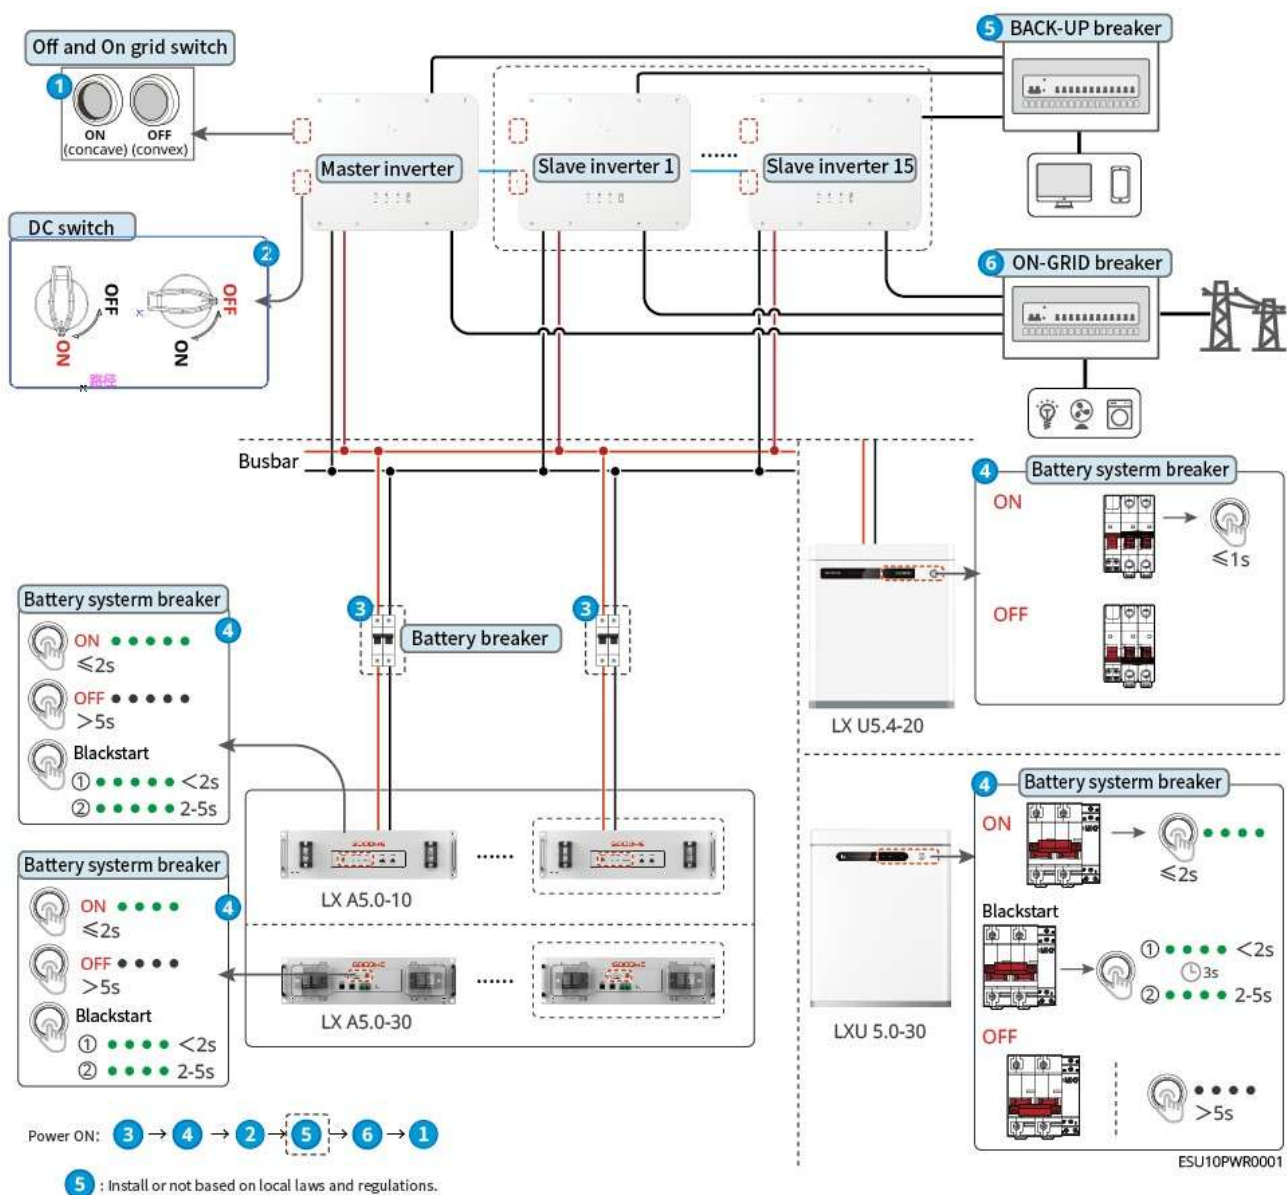 Off and On grid switch
1
ON OFF
(concave) (convex)
Master inverter
Slave inverter 1
......
Slave inverter 15
5 BACK-UP breaker
DC switch
2
OFF
ON
OFF
ON
路径
6 ON-GRID breaker
Busbar
3
Battery breaker
3
4 Battery systerm breaker
ON
≤1s
OFF
LX U5.4-20
Battery systerm breaker
4
ON
≤2s
OFF
>5s
Blackstart
① <2s
② 2-5s
GOODWE
......
GOODWE
LX A5.0-10
Battery systerm breaker
4
ON
≤2s
OFF
>5s
Blackstart
① <2s
② 2-5s
GOODWE
......
GOODWE
LX A5.0-30
4 Battery systerm breaker
ON
≤2s
Blackstart
① <2s
3s
② 2-5s
OFF
>5s
LXU 5.0-30
ESU10PWR0001
Power ON: 3 → 4 → 2 → 5 → 6 → 1
5 : Install or not based on local laws and regulations.